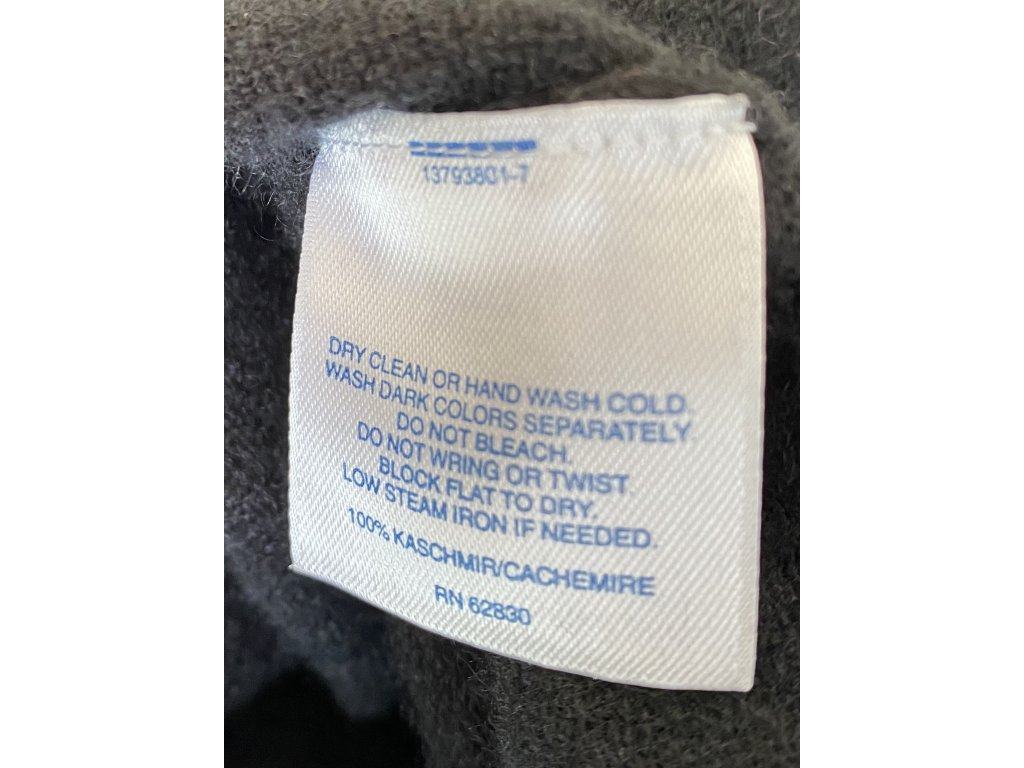 13793801-7
DRY CLEAN OR HAND WASH COLD.
WASH DARK COLORS SEPARATELY.
DO NOT BLEACH.
DO NOT WRING OR TWIST.
BLOCK FLAT TO DRY.
LOW STEAM IRON IF NEEDED.
100% KASCHMIR/CACHEMIRE
RN 62830